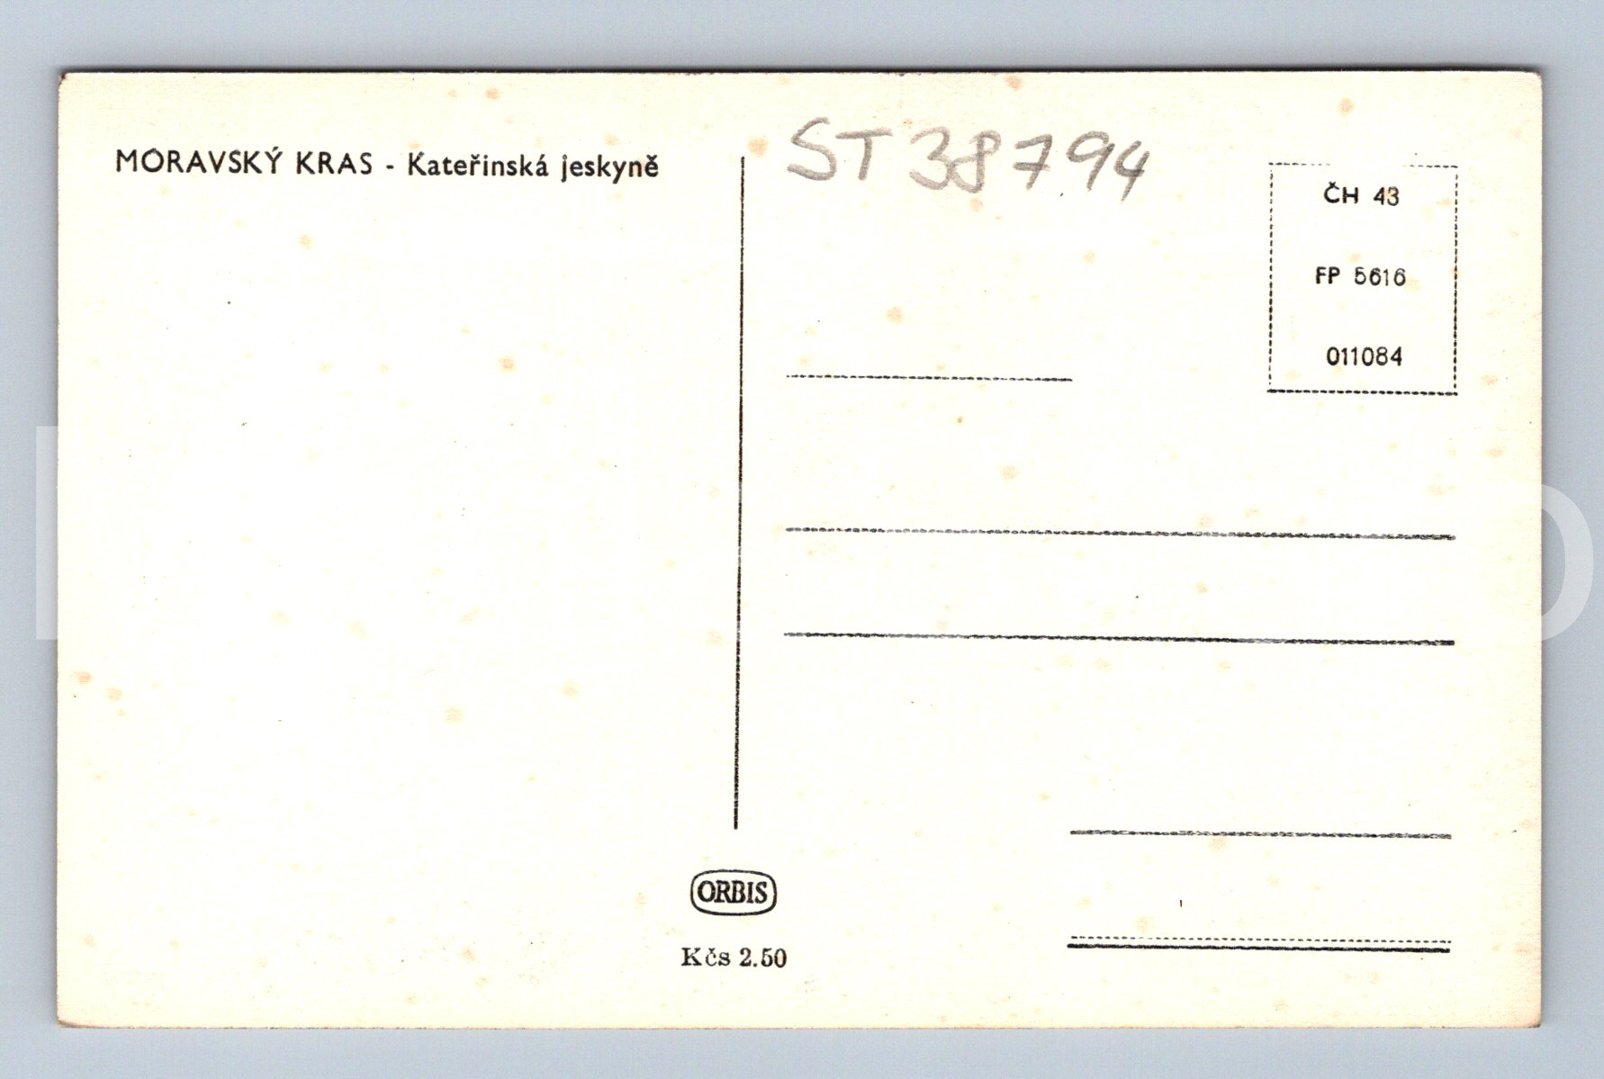 MORAVSKÝ KRAS - Kateřinská jeskyně
ST38794
ČH 43
FP 5616
011084
ORBIS
Kčs 2.50